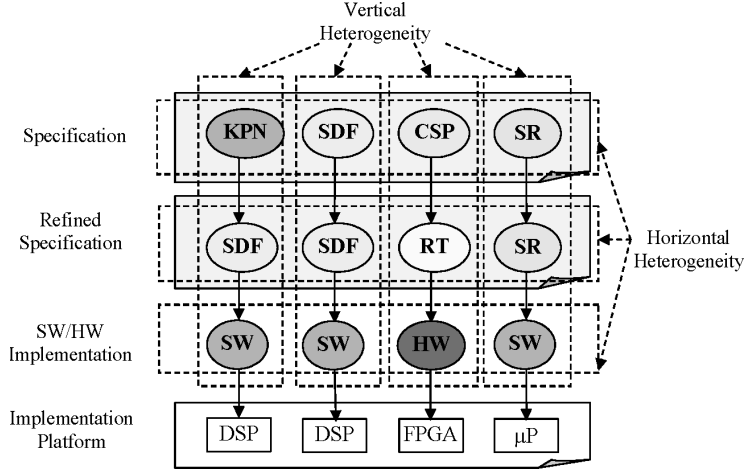 Vertical
Heterogeneity
Specification
KPN SDF CSP SR
Refined
Specification
SDF SDF RT SR
Horizontal
Heterogeneity
SW/HW
Implementation
SW SW HW SW
Implementation
Platform
DSP DSP FPGA µP